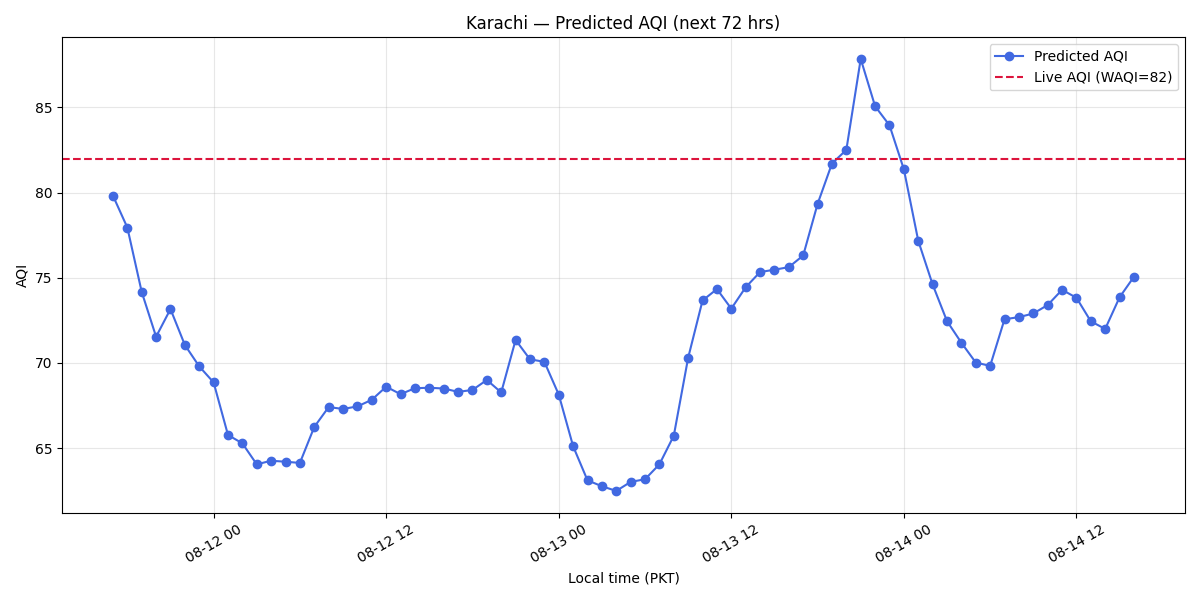 Karachi — Predicted AQI (next 72 hrs)
Predicted AQI
Live AQI (WAQI=82)
AQI
85
80
75
70
65
08-12 00
08-12 12
08-13 00
08-13 12
08-14 00
08-14 12
Local time (PKT)